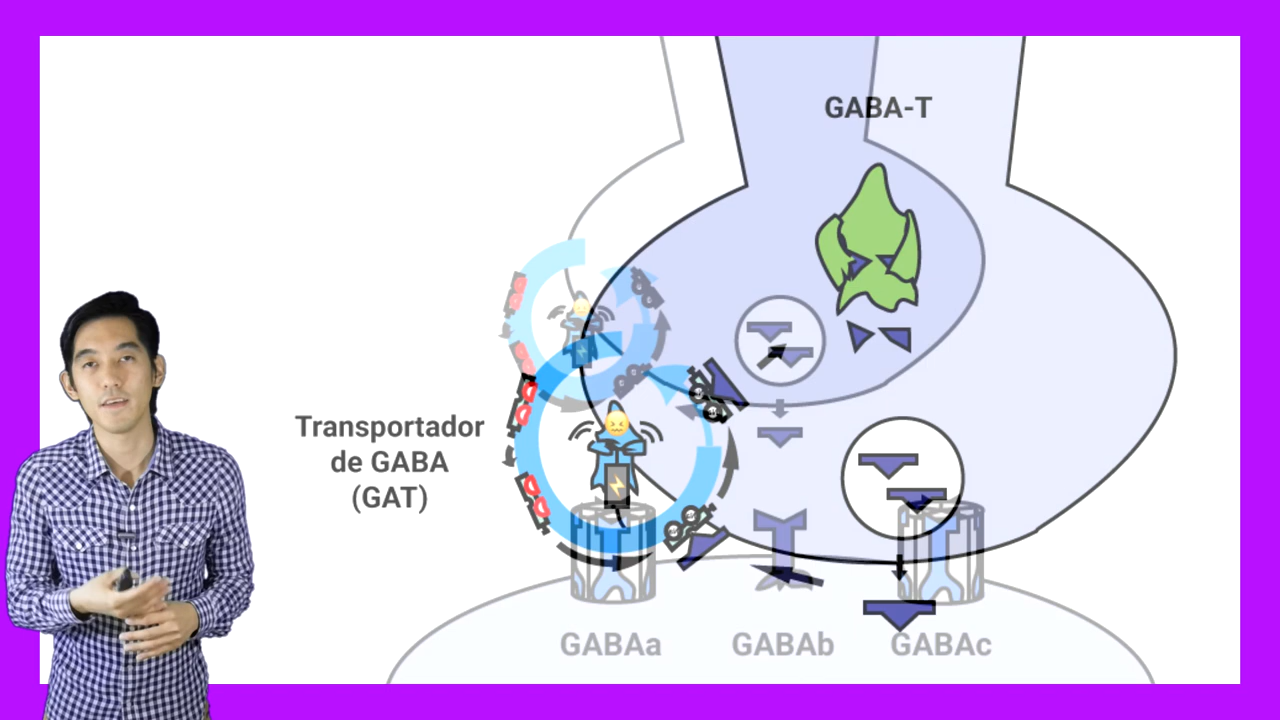 GABA-T
Transportador
de GABA
(GAT)
GABAa GABAb GABAc